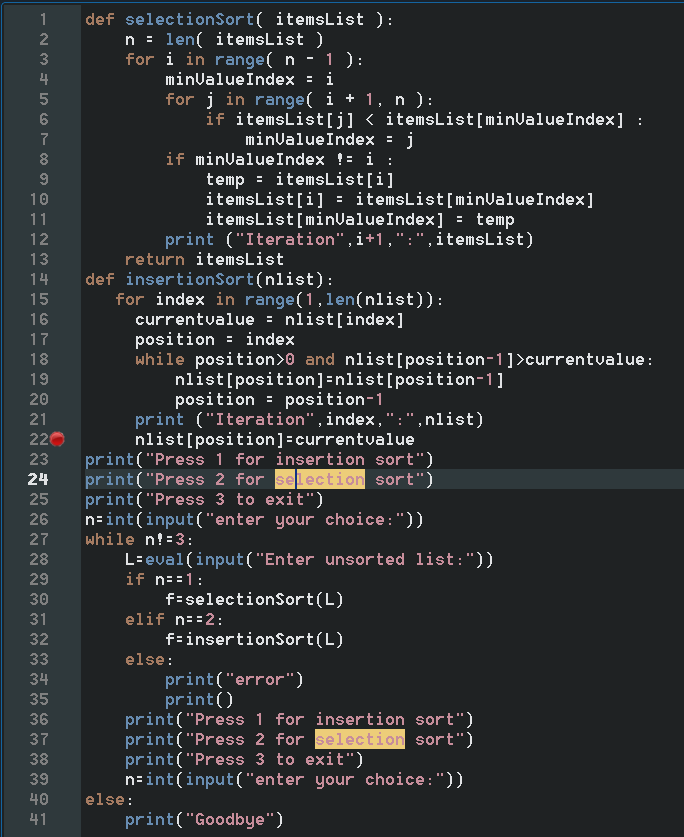 1 def selectionSort( itemsList ):
2     n = len( itemsList )
3     for i in range( n - 1 ):
4         minValueIndex = i
5         for j in range( i + 1, n ):
6             if itemsList[j] < itemsList[minValueIndex] :
7                 minValueIndex = j
8         if minValueIndex != i :
9             temp = itemsList[i]
10             itemsList[i] = itemsList[minValueIndex]
11             itemsList[minValueIndex] = temp
12         print ("Iteration",i+1,":",itemsList)
13     return itemsList
14 def insertionSort(nlist):
15    for index in range(1,len(nlist)):
16      currentvalue = nlist[index]
17      position = index
18      while position>0 and nlist[position-1]>currentvalue:
19          nlist[position]=nlist[position-1]
20          position = position-1
21      print ("Iteration",index,":",nlist)
22      nlist[position]=currentvalue
23 print("Press 1 for insertion sort")
24 print("Press 2 for selection sort")
25 print("Press 3 to exit")
26 n=int(input("enter your choice:"))
27 while n!=3:
28     L=eval(input("Enter unsorted list:"))
29     if n==1:
30         f=selectionSort(L)
31     elif n==2:
32         f=insertionSort(L)
33     else:
34         print("error")
35         print()
36     print("Press 1 for insertion sort")
37     print("Press 2 for selection sort")
38     print("Press 3 to exit")
39     n=int(input("enter your choice:"))
40 else:
41     print("Goodbye")